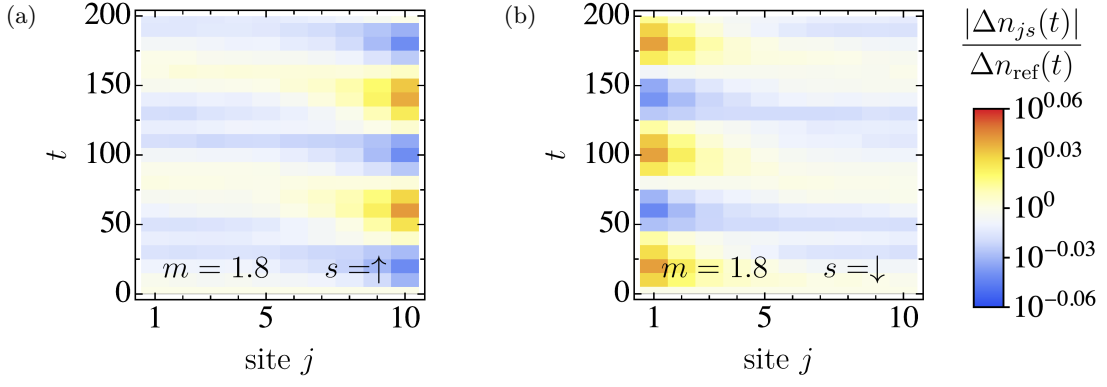 (a)
200
150
100
50
0
t
m = 1.8 s =↑
1 5 10
site j
(b)
200
150
100
50
0
t
m = 1.8 s =↓
1 5 10
site j
|Δn_{js}(t)|
Δn_{ref}(t)
10^{0.06}
10^{0.03}
10^{0}
10^{−0.03}
10^{−0.06}